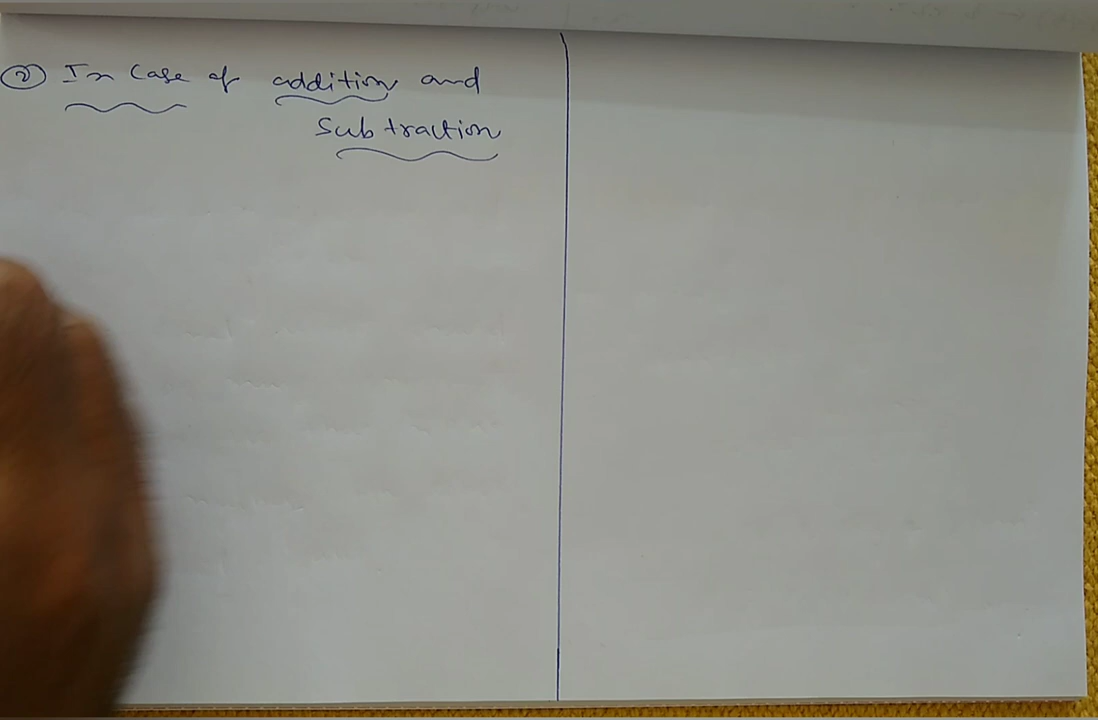 ② In Case of addition and
Subtraction